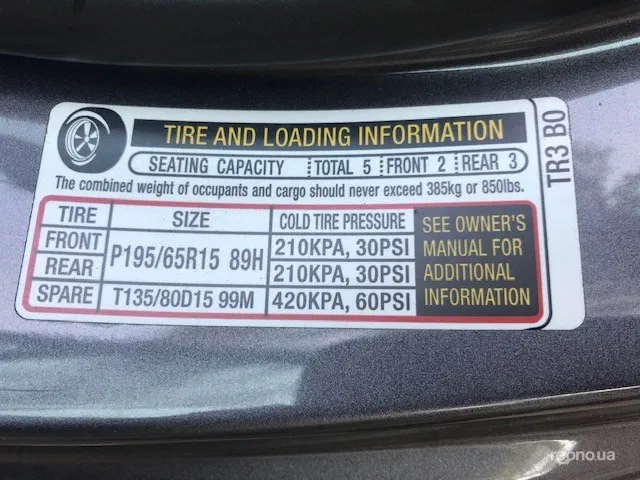 TIRE AND LOADING INFORMATION
SEATING CAPACITY TOTAL 5 FRONT 2 REAR 3
The combined weight of occupants and cargo should never exceed 385kg or 850lbs.
TIRE SIZE COLD TIRE PRESSURE
FRONT P195/65R15 89H 210KPA, 30PSI
REAR 210KPA, 30PSI
SPARE T135/80D15 99M 420KPA, 60PSI
SEE OWNER'S
MANUAL FOR
ADDITIONAL
INFORMATION
TR3 B0
regno.ua